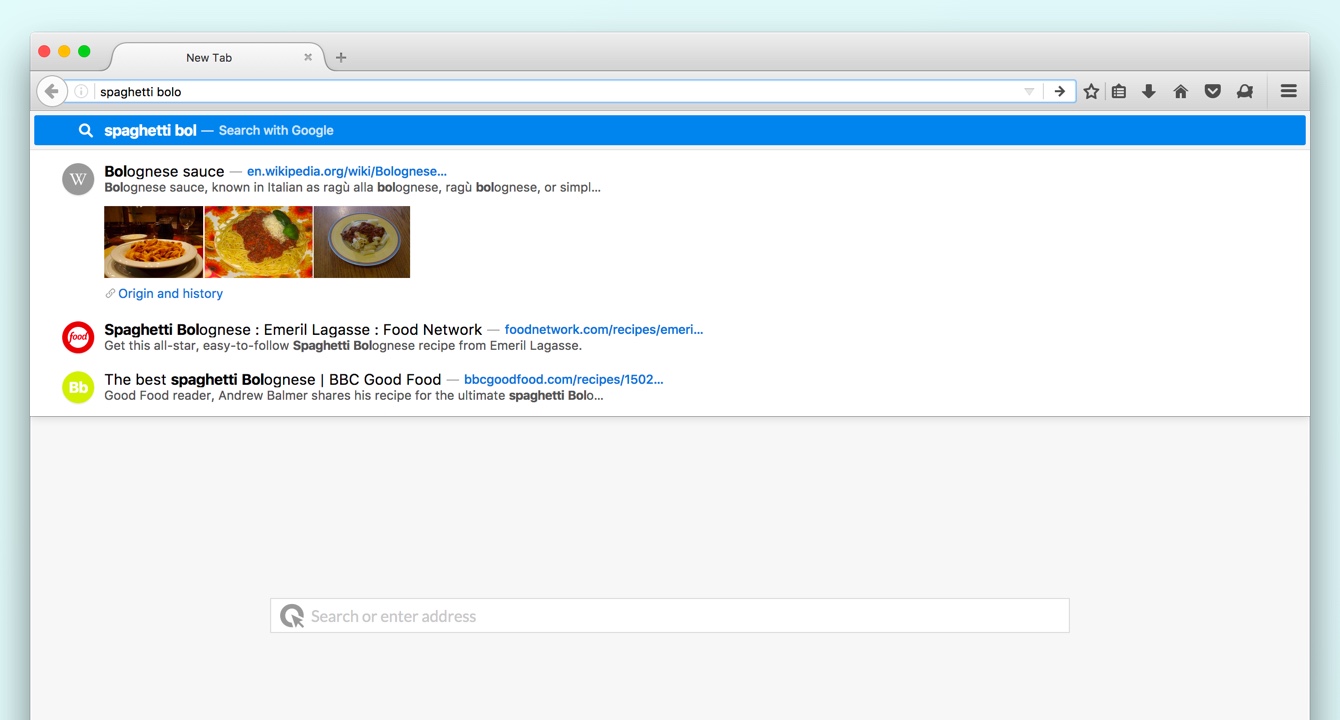 New Tab
spaghetti bolo
spaghetti bol — Search with Google
W Bolognese sauce — en.wikipedia.org/wiki/Bolognese...
Bolognese sauce, known in Italian as ragù alla bolognese, ragù bolognese, or simpl...
Origin and history
food Spaghetti Bolognese : Emeril Lagasse : Food Network — foodnetwork.com/recipes/emeri...
Get this all-star, easy-to-follow Spaghetti Bolognese recipe from Emeril Lagasse.
Bb The best spaghetti Bolognese | BBC Good Food — bbcgoodfood.com/recipes/1502...
Good Food reader, Andrew Balmer shares his recipe for the ultimate spaghetti Bolo...
Search or enter address